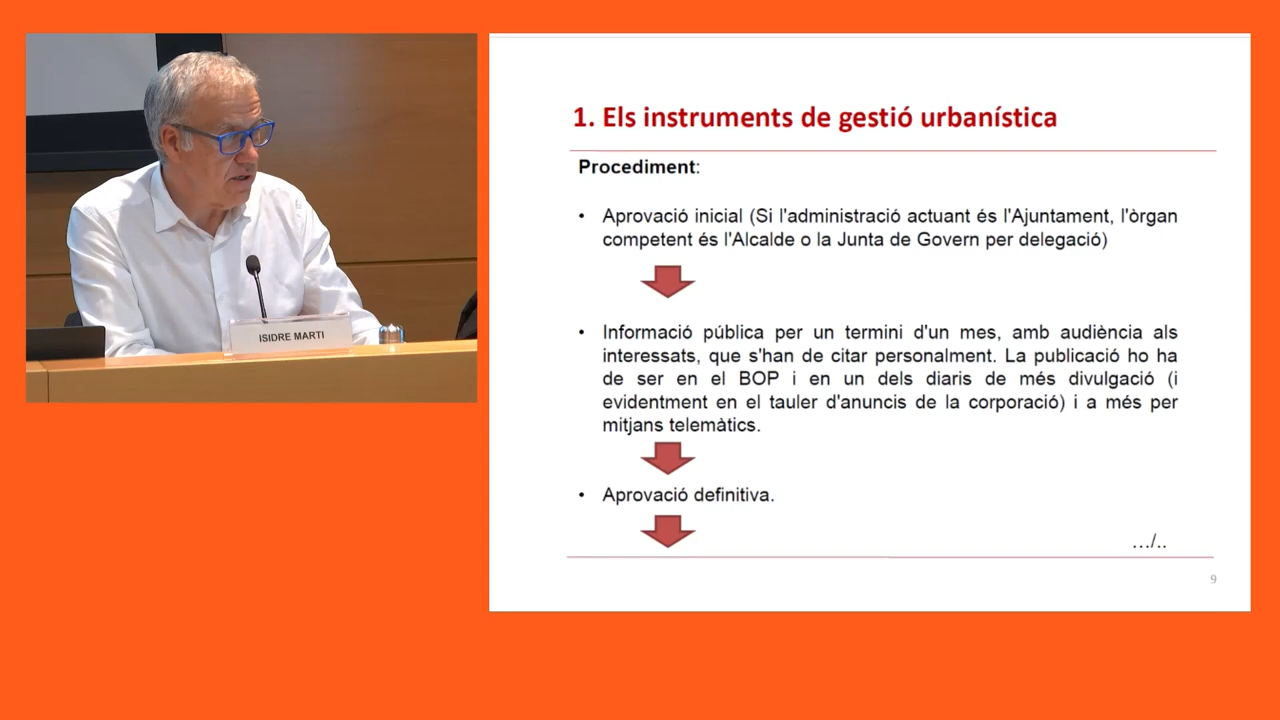 ISIDRE MARTI
1. Els instruments de gestió urbanística
Procediment:
• Aprovació inicial (Si l'administració actuant és l'Ajuntament, l'òrgan
competent és l'Alcalde o la Junta de Govern per delegació)
• Informació pública per un termini d'un mes, amb audiència als
interessats, que s'han de citar personalment. La publicació ho ha
de ser en el BOP i en un dels diaris de més divulgació (i
evidentment en el tauler d'anuncis de la corporació) i a més per
mitjans telemàtics.
• Aprovació definitiva.
…/..
9